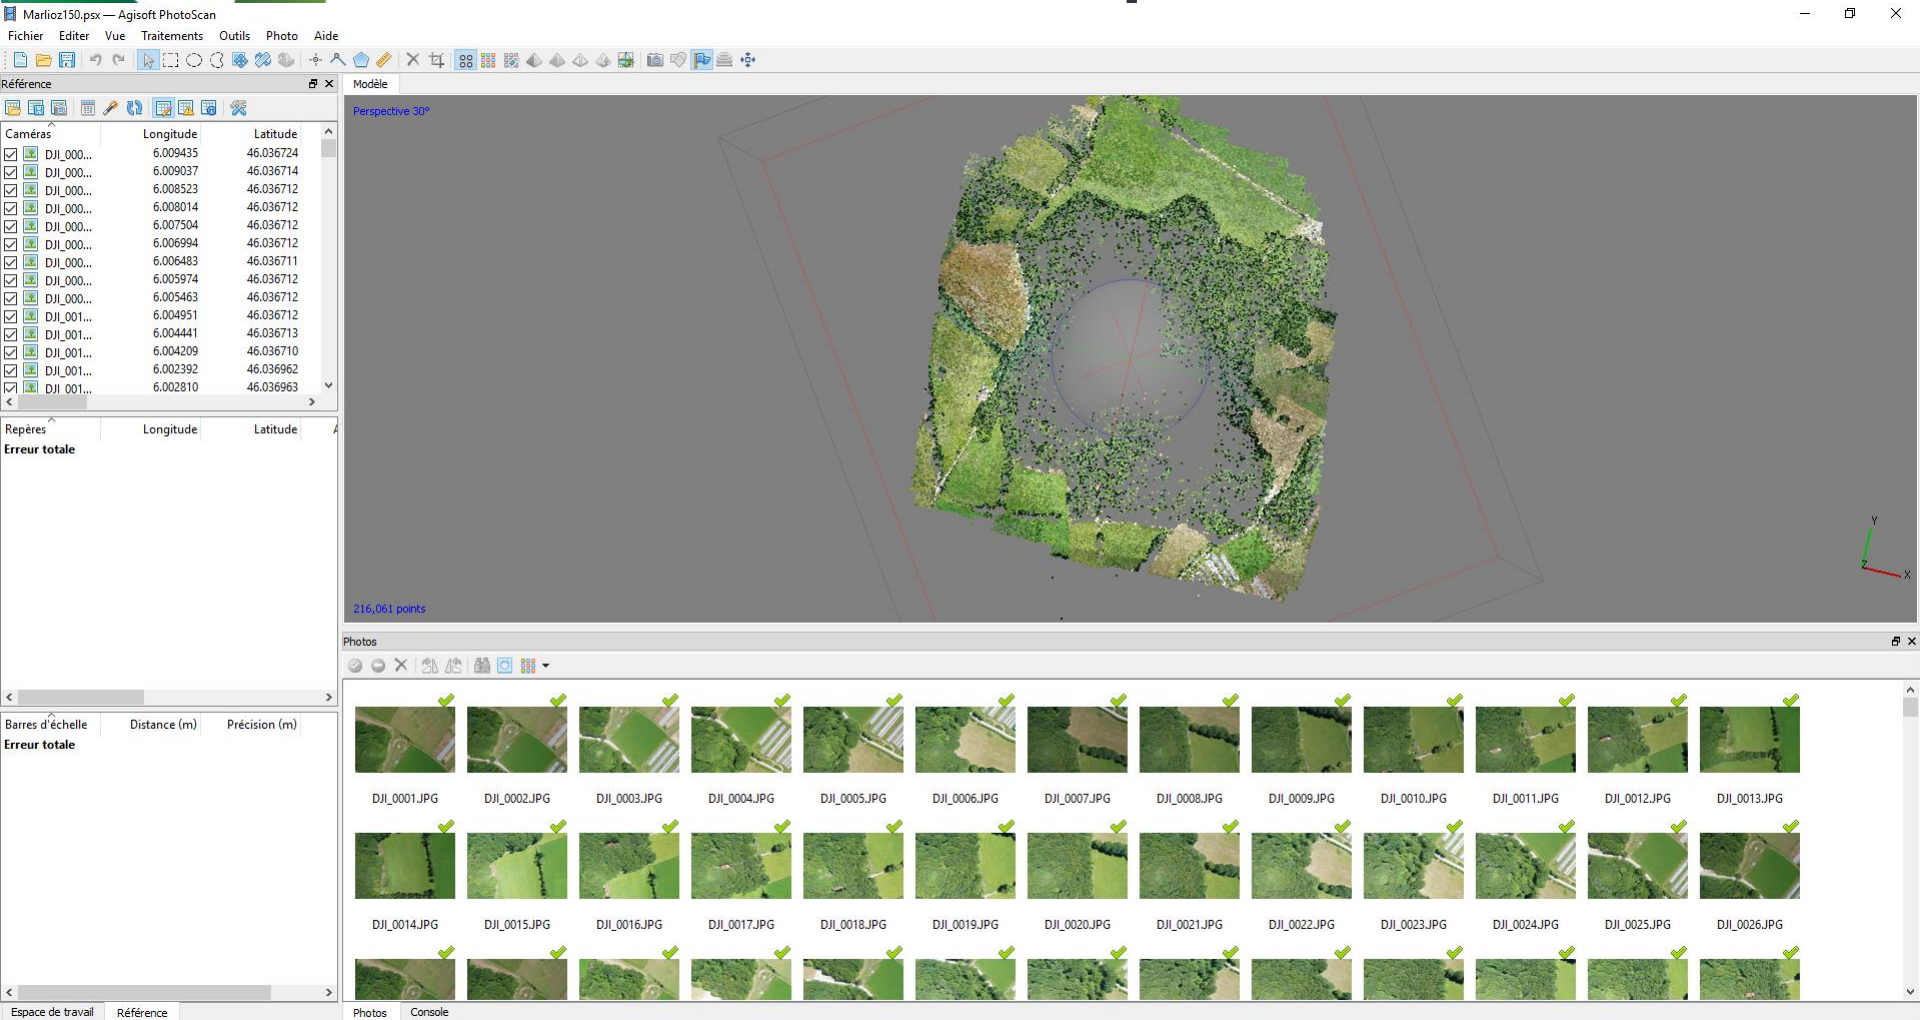 Marlioz150.psx — Agisoft PhotoScan
Fichier Editer Vue Traitements Outils Photo Aide
Référence
Modèle
Perspective 30°
Caméras Longitude Latitude
DJI_000... 6.009435 46.036724
DJI_000... 6.009037 46.036714
DJI_000... 6.008523 46.036712
DJI_000... 6.008014 46.036712
DJI_000... 6.007504 46.036712
DJI_000... 6.006994 46.036712
DJI_000... 6.006483 46.036711
DJI_000... 6.005974 46.036712
DJI_000... 6.005463 46.036712
DJI_001... 6.004951 46.036712
DJI_001... 6.004441 46.036713
DJI_001... 6.004209 46.036710
DJI_001... 6.002392 46.036962
DJI_001... 6.002810 46.036963
Repères Longitude Latitude
Erreur totale
Barres d'échelle Distance (m) Précision (m)
Erreur totale
Espace de travail Référence
Y
Z
X
216,061 points
Photos
DJI_0001.JPG DJI_0002.JPG DJI_0003.JPG DJI_0004.JPG DJI_0005.JPG DJI_0006.JPG DJI_0007.JPG DJI_0008.JPG DJI_0009.JPG DJI_0010.JPG DJI_0011.JPG DJI_0012.JPG DJI_0013.JPG
DJI_0014.JPG DJI_0015.JPG DJI_0016.JPG DJI_0017.JPG DJI_0018.JPG DJI_0019.JPG DJI_0020.JPG DJI_0021.JPG DJI_0022.JPG DJI_0023.JPG DJI_0024.JPG DJI_0025.JPG DJI_0026.JPG
Photos Console